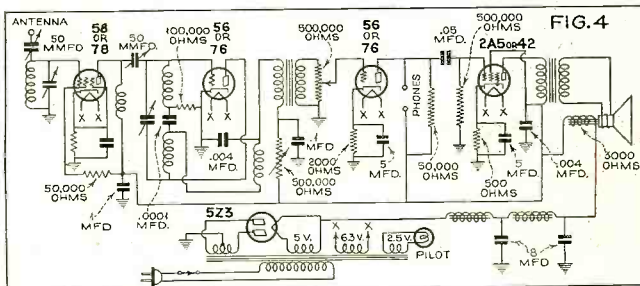 ANTENNA
50
MMFD.
58
OR
78
50
MMFD.
100,000
OHMS
56
OR
76
500,000
OHMS
56
OR
76
.05
MFD.
500,000
OHMS
2A5 OR 42
FIG. 4
PHONES
X X
X X
X X
X X
50,000
OHMS
.1
MFD
.0001
MFD.
.004
MFD.
.1
MFD
500,000
OHMS
2000
OHMS
.5
MFD.
50,000
OHMS
500
OHMS
.5
MFD.
.004
MFD.
3000
OHMS
5Z3
5 V.
X X
6.3 V.
2.5 V.
PILOT
8
MFD